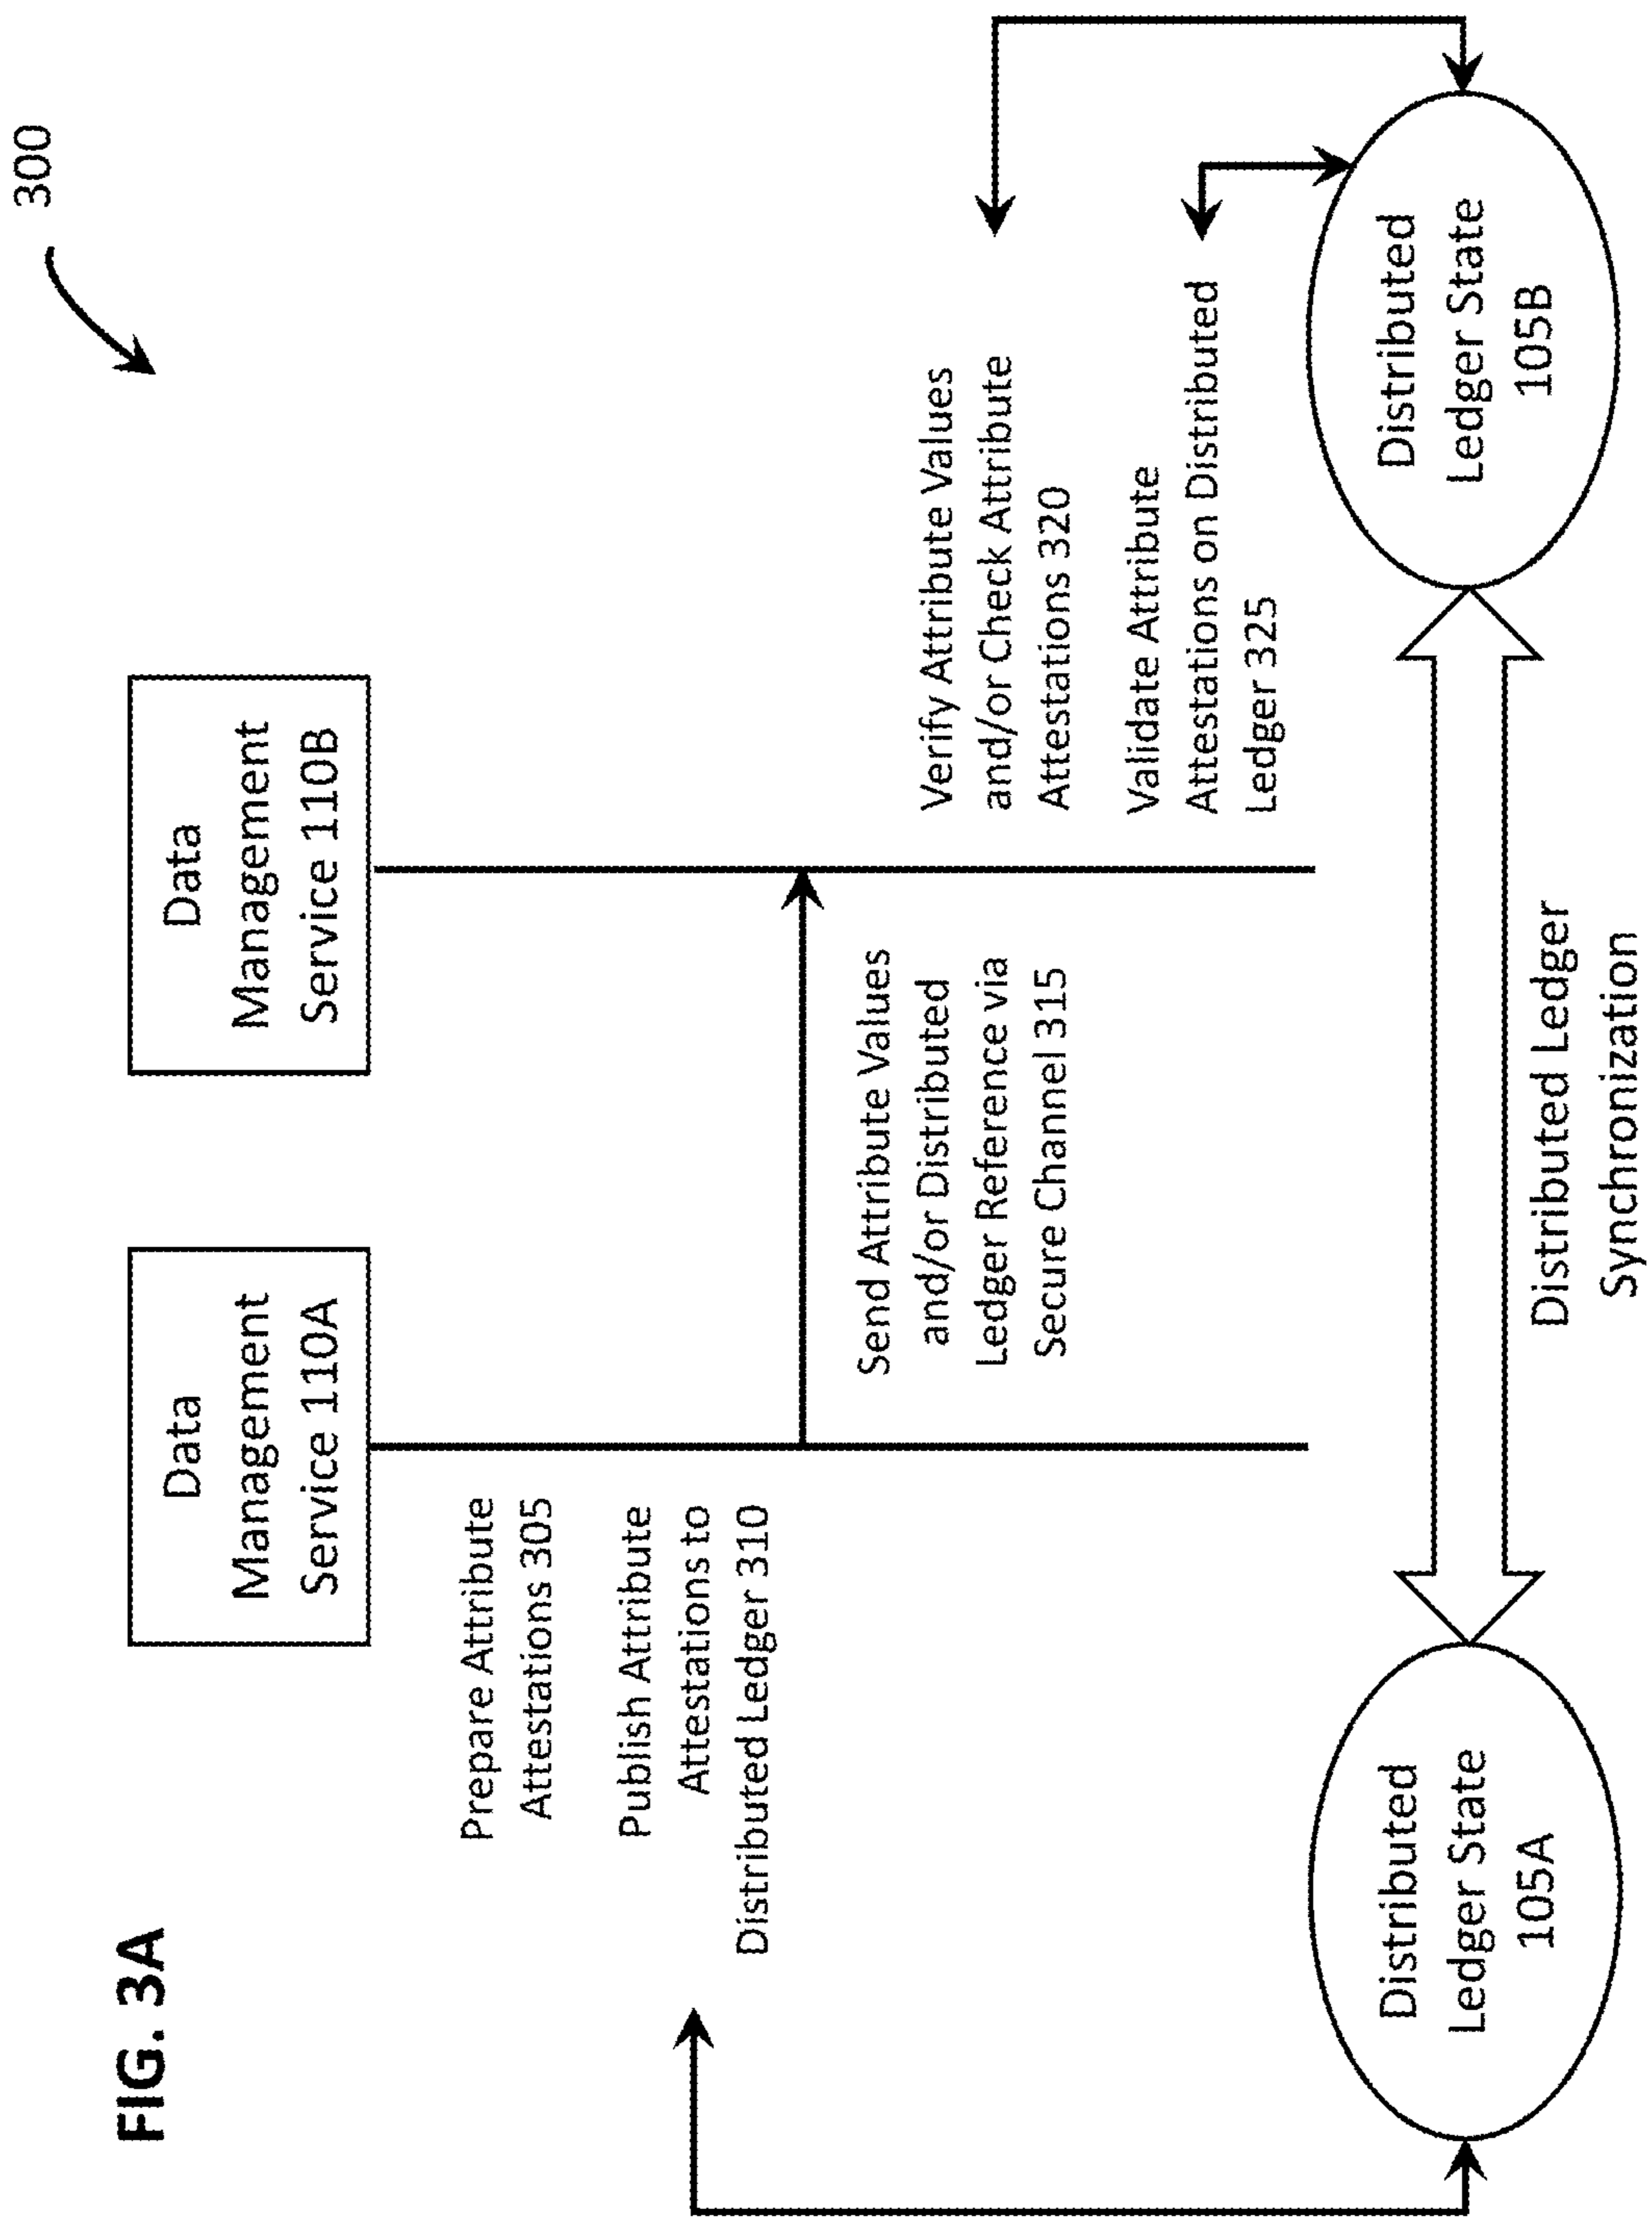 FIG. 3A
300
Data
Management
Service 110A
Data
Management
Service 110B
Prepare Attribute
Attestations 305
Publish Attribute
Attestations to
Distributed Ledger 310
Send Attribute Values
and/or Distributed
Ledger Reference via
Secure Channel 315
Verify Attribute Values
and/or Check Attribute
Attestations 320
Validate Attribute
Attestations on Distributed
Ledger 325
Distributed
Ledger State
105A
Distributed
Ledger State
105B
Distributed Ledger
Synchronization